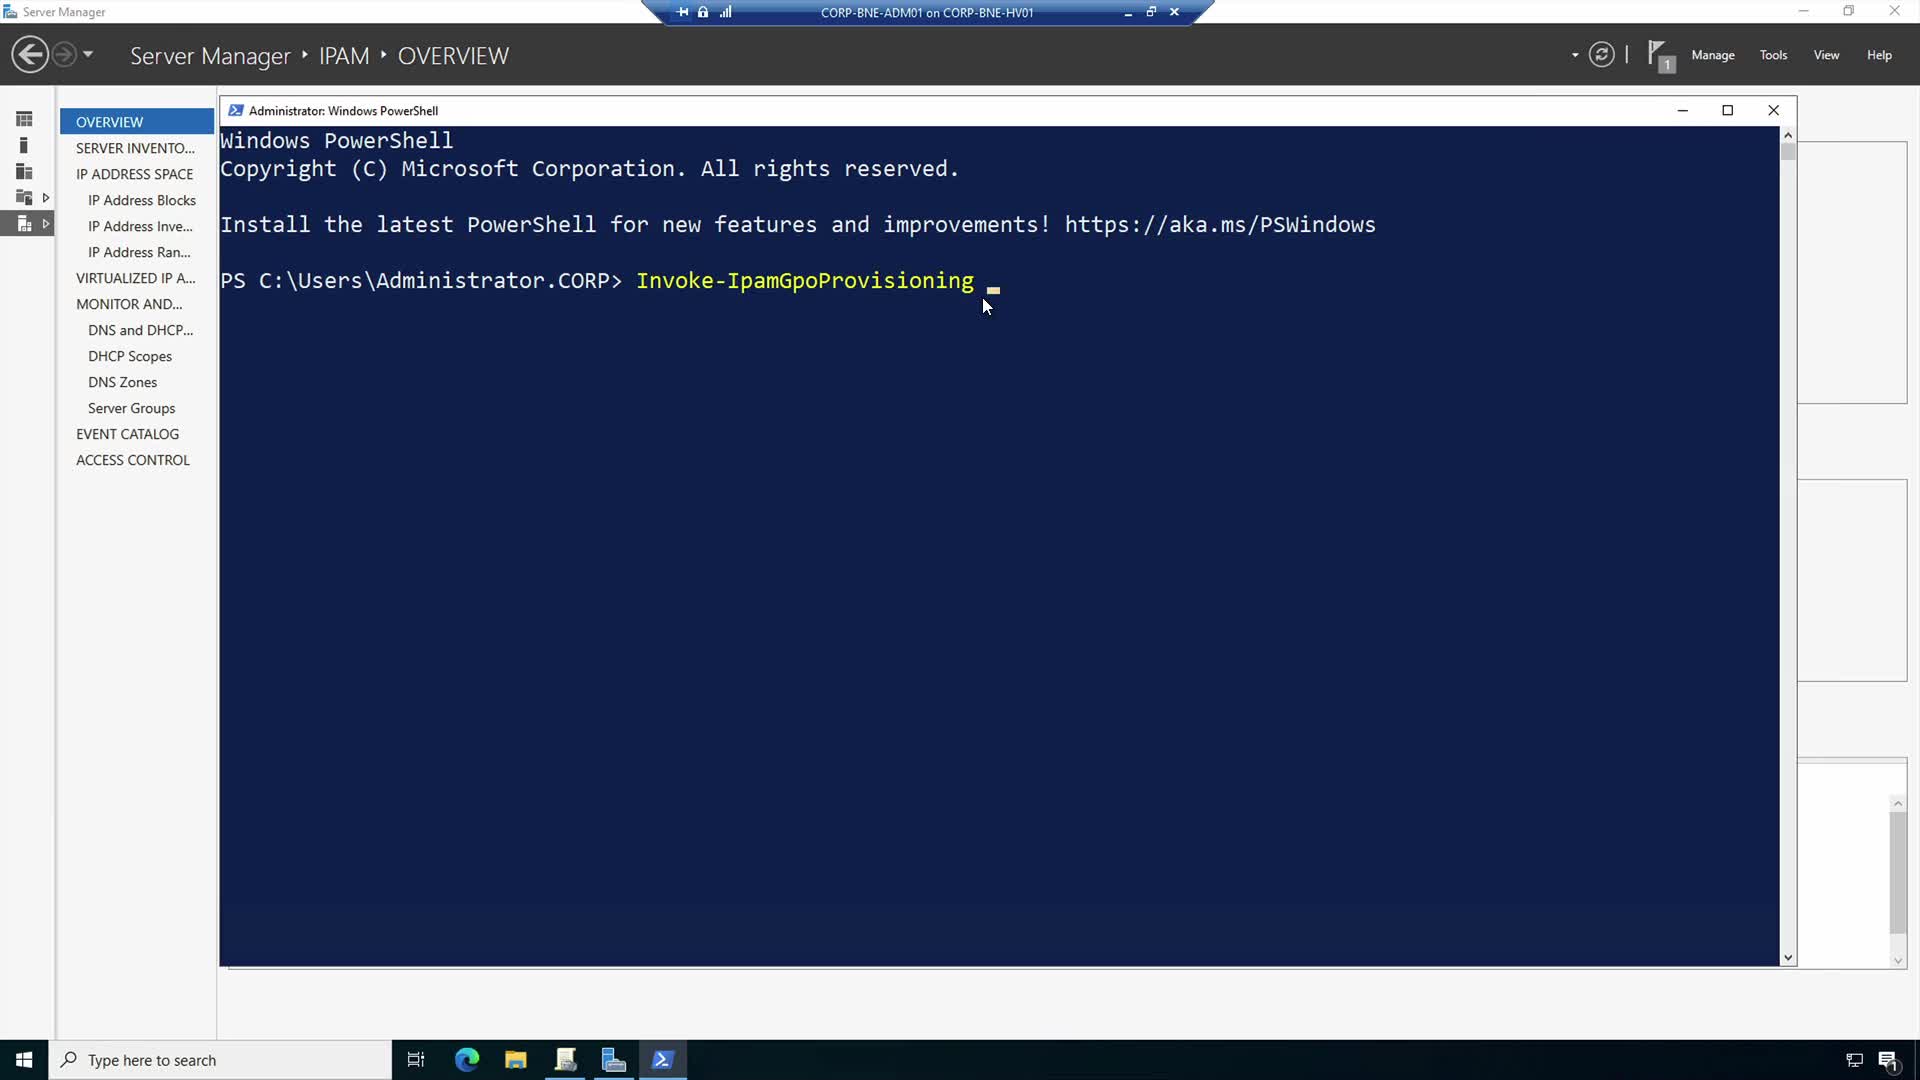 Server Manager
CORP-BNE-ADM01 on CORP-BNE-HV01
Server Manager IPAM OVERVIEW
1
Manage
Tools
View
Help
OVERVIEW
SERVER INVENTO...
IP ADDRESS SPACE
IP Address Blocks
IP Address Inve...
IP Address Ran...
VIRTUALIZED IP A...
MONITOR AND...
DNS and DHCP...
DHCP Scopes
DNS Zones
Server Groups
EVENT CATALOG
ACCESS CONTROL
Administrator: Windows PowerShell
Windows PowerShell
Copyright (C) Microsoft Corporation. All rights reserved.
Install the latest PowerShell for new features and improvements! https://aka.ms/PSWindows
PS C:\Users\Administrator.CORP> Invoke-IpamGpoProvisioning
Type here to search
1